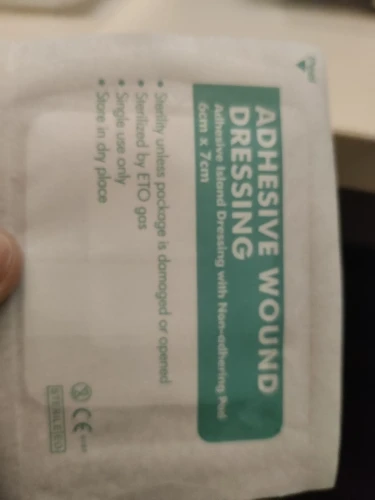 ADHESIVE WOUND
DRESSING
Adhesive Island Dressing with Non-adhering Pad
6cm x 7cm
• Sterility unless package is damaged or opened
• Sterilized by ETO gas
• Single use only
• Store in dry place
CE